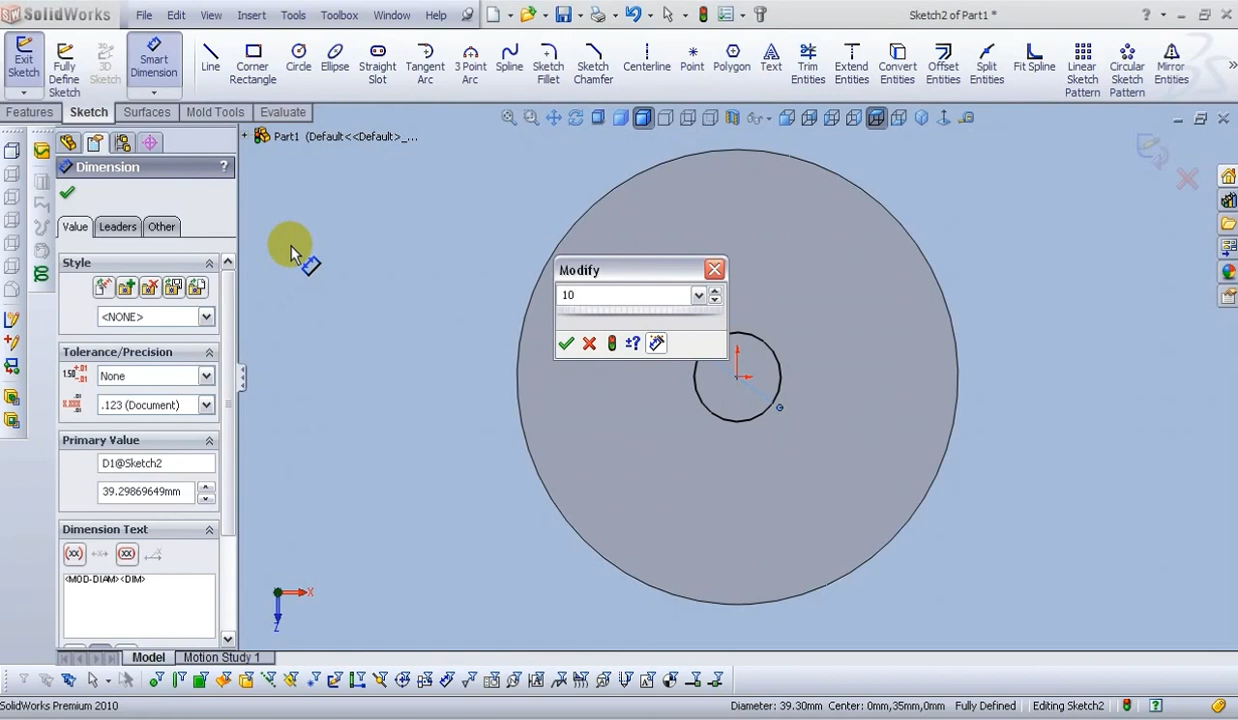 SolidWorks File Edit View Insert Tools Toolbox Window Help Sketch2 of Part1 *
Exit Sketch Fully Define Sketch 3D Sketch Smart Dimension Line Corner Rectangle Circle Ellipse Straight Slot Tangent Arc 3 Point Arc Spline Sketch Fillet Sketch Chamfer Centerline Point Polygon Text Trim Entities Extend Entities Convert Entities Offset Entities Split Entities Fit Spline Linear Sketch Pattern Circular Sketch Pattern Mirror Entities
Features Sketch Surfaces Mold Tools Evaluate
Part1 (Default<<Default>_...
Dimension ?
Value Leaders Other
Style
<NONE>
Tolerance/Precision
None
.123 (Document)
Primary Value
D1@Sketch2
39.29869649mm
Dimension Text
<MOD-DIAM><DIM>
Modify
10
X
Z
Model Motion Study 1
SolidWorks Premium 2010 Diameter: 39.30mm Center: 0mm,35mm,0mm Fully Defined Editing Sketch2